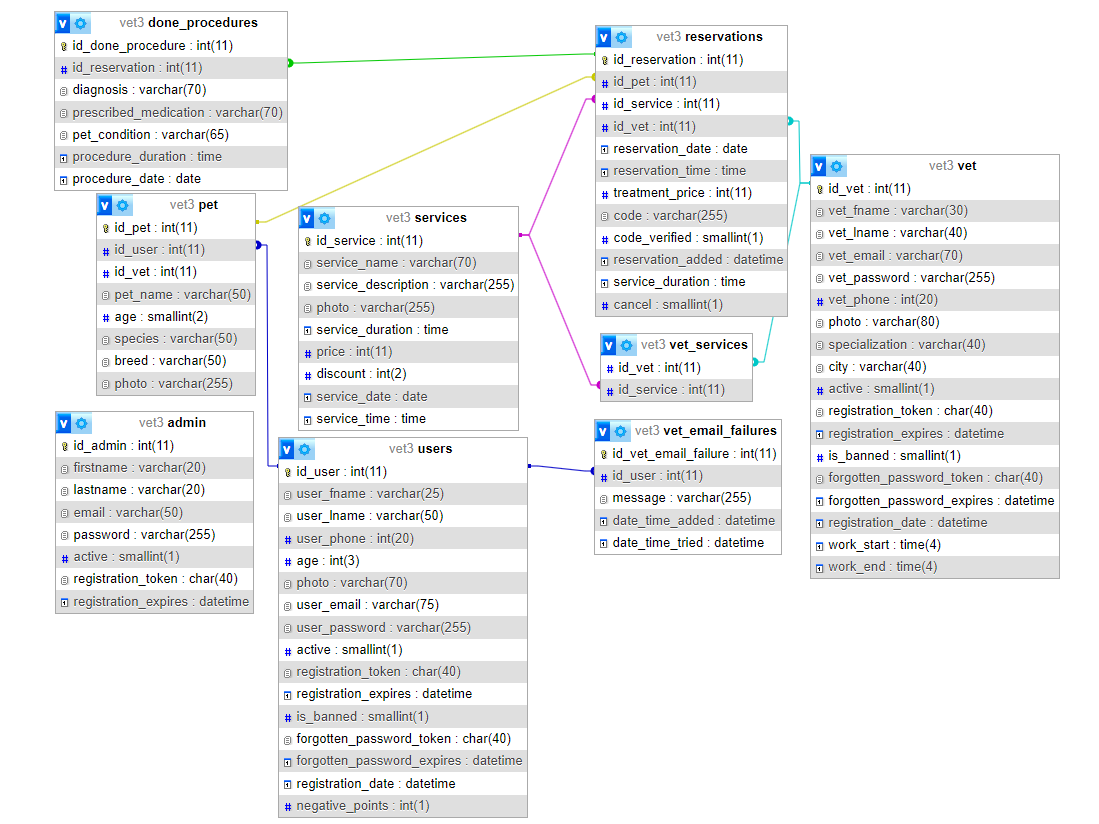 vet3 done_procedures
id_done_procedure : int(11)
id_reservation : int(11)
diagnosis : varchar(70)
prescribed_medication : varchar(70)
pet_condition : varchar(65)
procedure_duration : time
procedure_date : date
vet3 pet
id_pet : int(11)
id_user : int(11)
id_vet : int(11)
pet_name : varchar(50)
age : smallint(2)
species : varchar(50)
breed : varchar(50)
photo : varchar(255)
vet3 admin
id_admin : int(11)
firstname : varchar(20)
lastname : varchar(20)
email : varchar(50)
password : varchar(255)
active : smallint(1)
registration_token : char(40)
registration_expires : datetime
vet3 services
id_service : int(11)
service_name : varchar(70)
service_description : varchar(255)
photo : varchar(255)
service_duration : time
price : int(11)
discount : int(2)
service_date : date
service_time : time
vet3 users
id_user : int(11)
user_fname : varchar(25)
user_lname : varchar(50)
user_phone : int(20)
age : int(3)
photo : varchar(70)
user_email : varchar(75)
user_password : varchar(255)
active : smallint(1)
registration_token : char(40)
registration_expires : datetime
is_banned : smallint(1)
forgotten_password_token : char(40)
forgotten_password_expires : datetime
registration_date : datetime
negative_points : int(1)
vet3 reservations
id_reservation : int(11)
id_pet : int(11)
id_service : int(11)
id_vet : int(11)
reservation_date : date
reservation_time : time
treatment_price : int(11)
code : varchar(255)
code_verified : smallint(1)
reservation_added : datetime
service_duration : time
cancel : smallint(1)
vet3 vet_services
id_vet : int(11)
id_service : int(11)
vet3 vet_email_failures
id_vet_email_failure : int(11)
id_user : int(11)
message : varchar(255)
date_time_added : datetime
date_time_tried : datetime
vet3 vet
id_vet : int(11)
vet_fname : varchar(30)
vet_lname : varchar(40)
vet_email : varchar(70)
vet_password : varchar(255)
vet_phone : int(20)
photo : varchar(80)
specialization : varchar(40)
city : varchar(40)
active : smallint(1)
registration_token : char(40)
registration_expires : datetime
is_banned : smallint(1)
forgotten_password_token : char(40)
forgotten_password_expires : datetime
registration_date : datetime
work_start : time(4)
work_end : time(4)